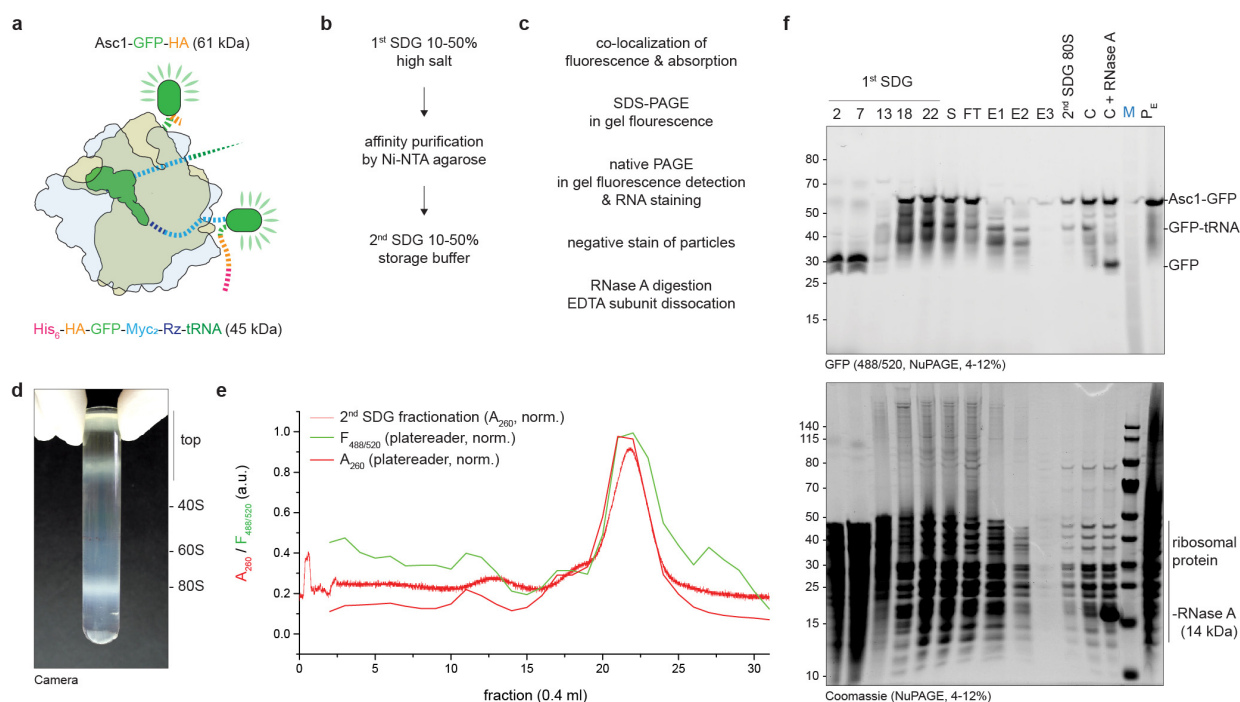 a
Asc1-GFP-HA (61 kDa)
His₆-HA-GFP-Myc₂-Rz-tRNA (45 kDa)
b
1ˢᵗ SDG 10-50%
high salt
affinity purification
by Ni-NTA agarose
2ⁿᵈ SDG 10-50%
storage buffer
c
co-localization of
fluorescence & absorption
SDS-PAGE
in gel flourescence
native PAGE
in gel fluorescence detection
& RNA staining
negative stain of particles
RNase A digestion
EDTA subunit dissocation
d
top
40S
60S
80S
Camera
e
2ⁿᵈ SDG fractionation (A₂₆₀, norm.)
F₄₈₈/₅₂₀ (platereader, norm.)
A₂₆₀ (platereader, norm.)
A₂₆₀ / F₄₈₈/₅₂₀ (a.u.)
1.0
0.8
0.6
0.4
0.2
0.0
0 5 10 15 20 25 30
fraction (0.4 ml)
f
1ˢᵗ SDG
2 7 13 18 22 S FT E1 E2 E3 2ⁿᵈ SDG 80S C C + RNase A M P_E
80
70
50
40
30
25
15
-Asc1-GFP
-GFP-tRNA
-GFP
GFP (488/520, NuPAGE, 4-12%)
140
115
80
70
50
40
30
25
15
10
ribosomal
protein
-RNase A
(14 kDa)
Coomassie (NuPAGE, 4-12%)